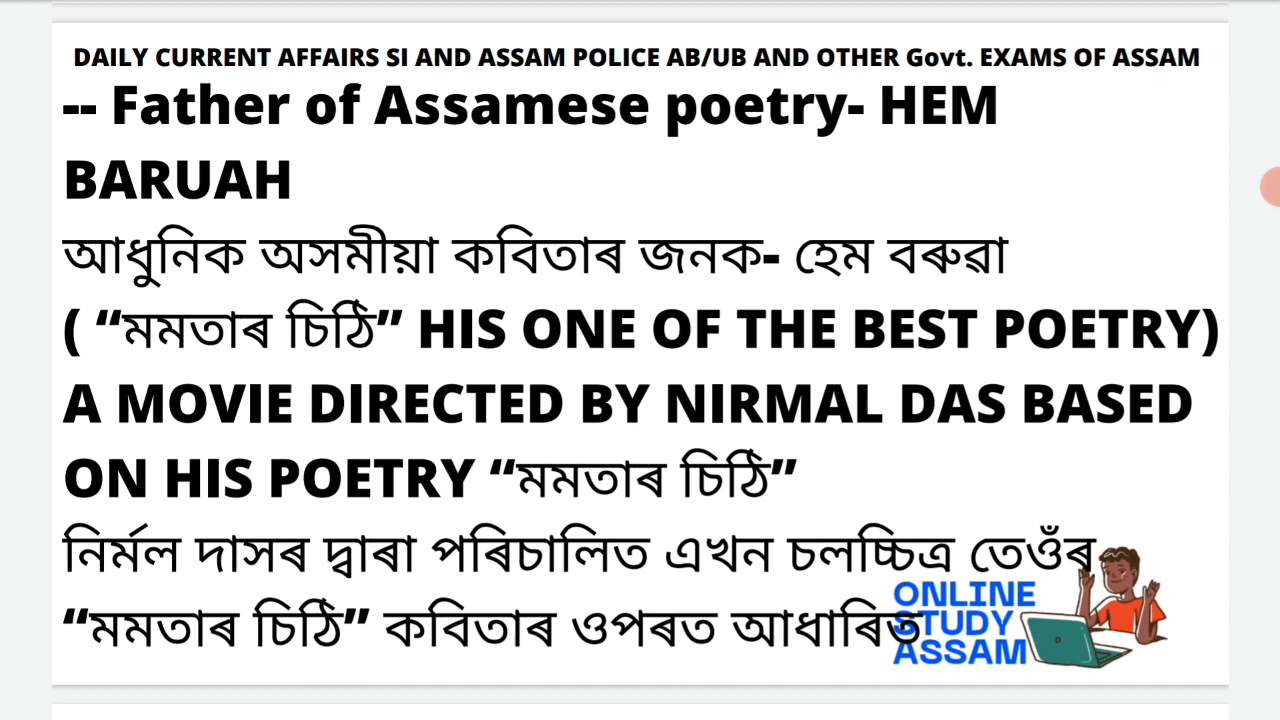 DAILY CURRENT AFFAIRS SI AND ASSAM POLICE AB/UB AND OTHER Govt. EXAMS OF ASSAM
-- Father of Assamese poetry- HEM
BARUAH
আধুনিক অসমীয়া কবিতাৰ জনক- হেম বৰুৱা
( “মমতাৰ চিঠি” HIS ONE OF THE BEST POETRY)
A MOVIE DIRECTED BY NIRMAL DAS BASED
ON HIS POETRY “মমতাৰ চিঠি”
নিৰ্মল দাসৰ দ্বাৰা পৰিচালিত এখন চলচ্চিত্ৰ তেওঁৰ
“মমতাৰ চিঠি” কবিতাৰ ওপৰত আধাৰিত
ONLINE
STUDY
ASSAM